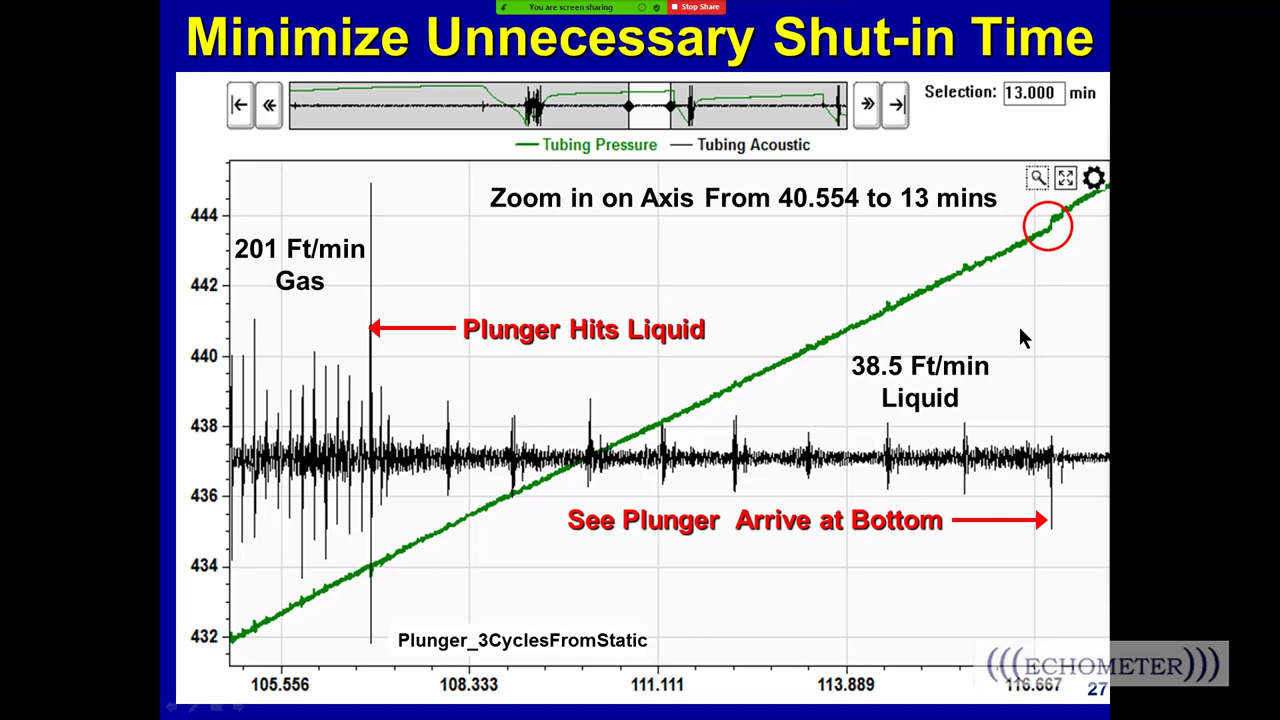 You are screen sharing
Stop Share
Minimize Unnecessary Shut-in Time
Selection: 13.000 min
Tubing Pressure Tubing Acoustic
Zoom in on Axis From 40.554 to 13 mins
444
201 Ft/min
Gas
442
Plunger Hits Liquid
440
38.5 Ft/min
Liquid
438
436
See Plunger Arrive at Bottom
434
432
Plunger_3CyclesFromStatic
(((ECHOMETER)))
105.556 108.333 111.111 113.889 116.667
27